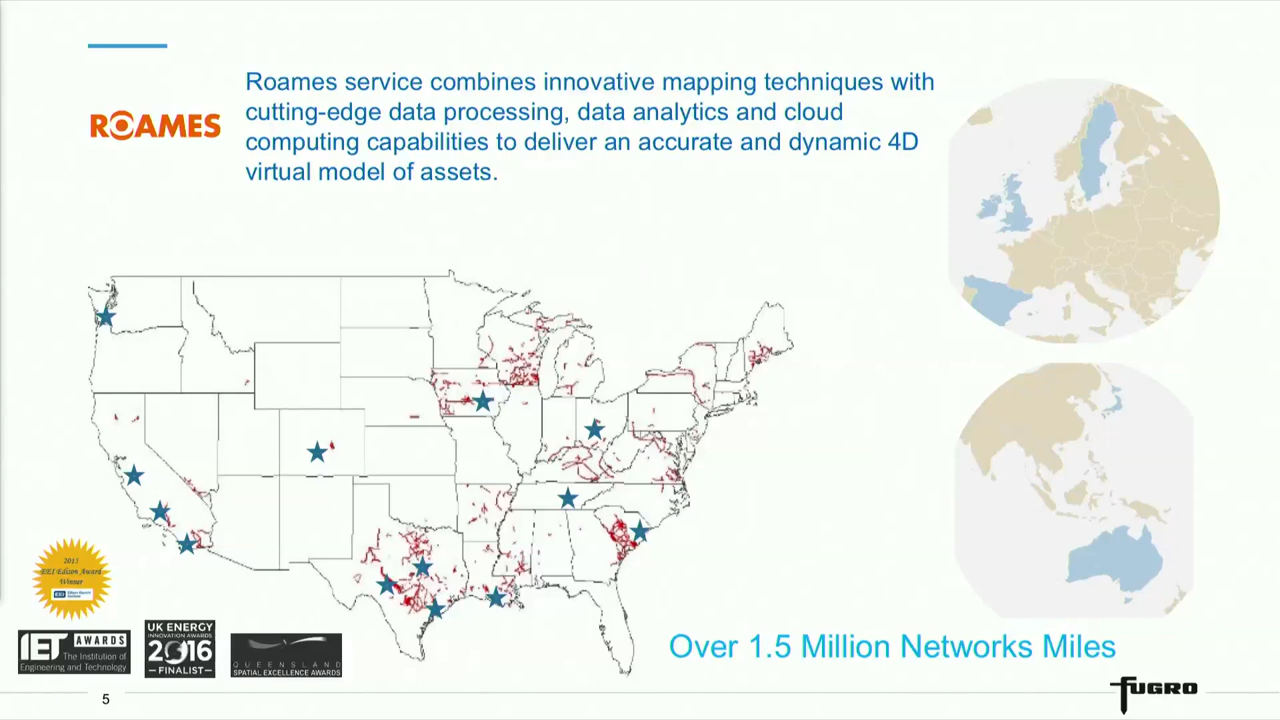 Roames service combines innovative mapping techniques with
cutting-edge data processing, data analytics and cloud
computing capabilities to deliver an accurate and dynamic 4D
virtual model of assets.
ROAMES
2013
EEI Edison Award
Winner
EEI
IET AWARDS
The Institution of
Engineering and Technology
UK ENERGY
INNOVATION AWARDS
2016
FINALIST
QUEENSLAND
SPATIAL EXCELLENCE AWARDS
Over 1.5 Million Networks Miles
5
FUGRO